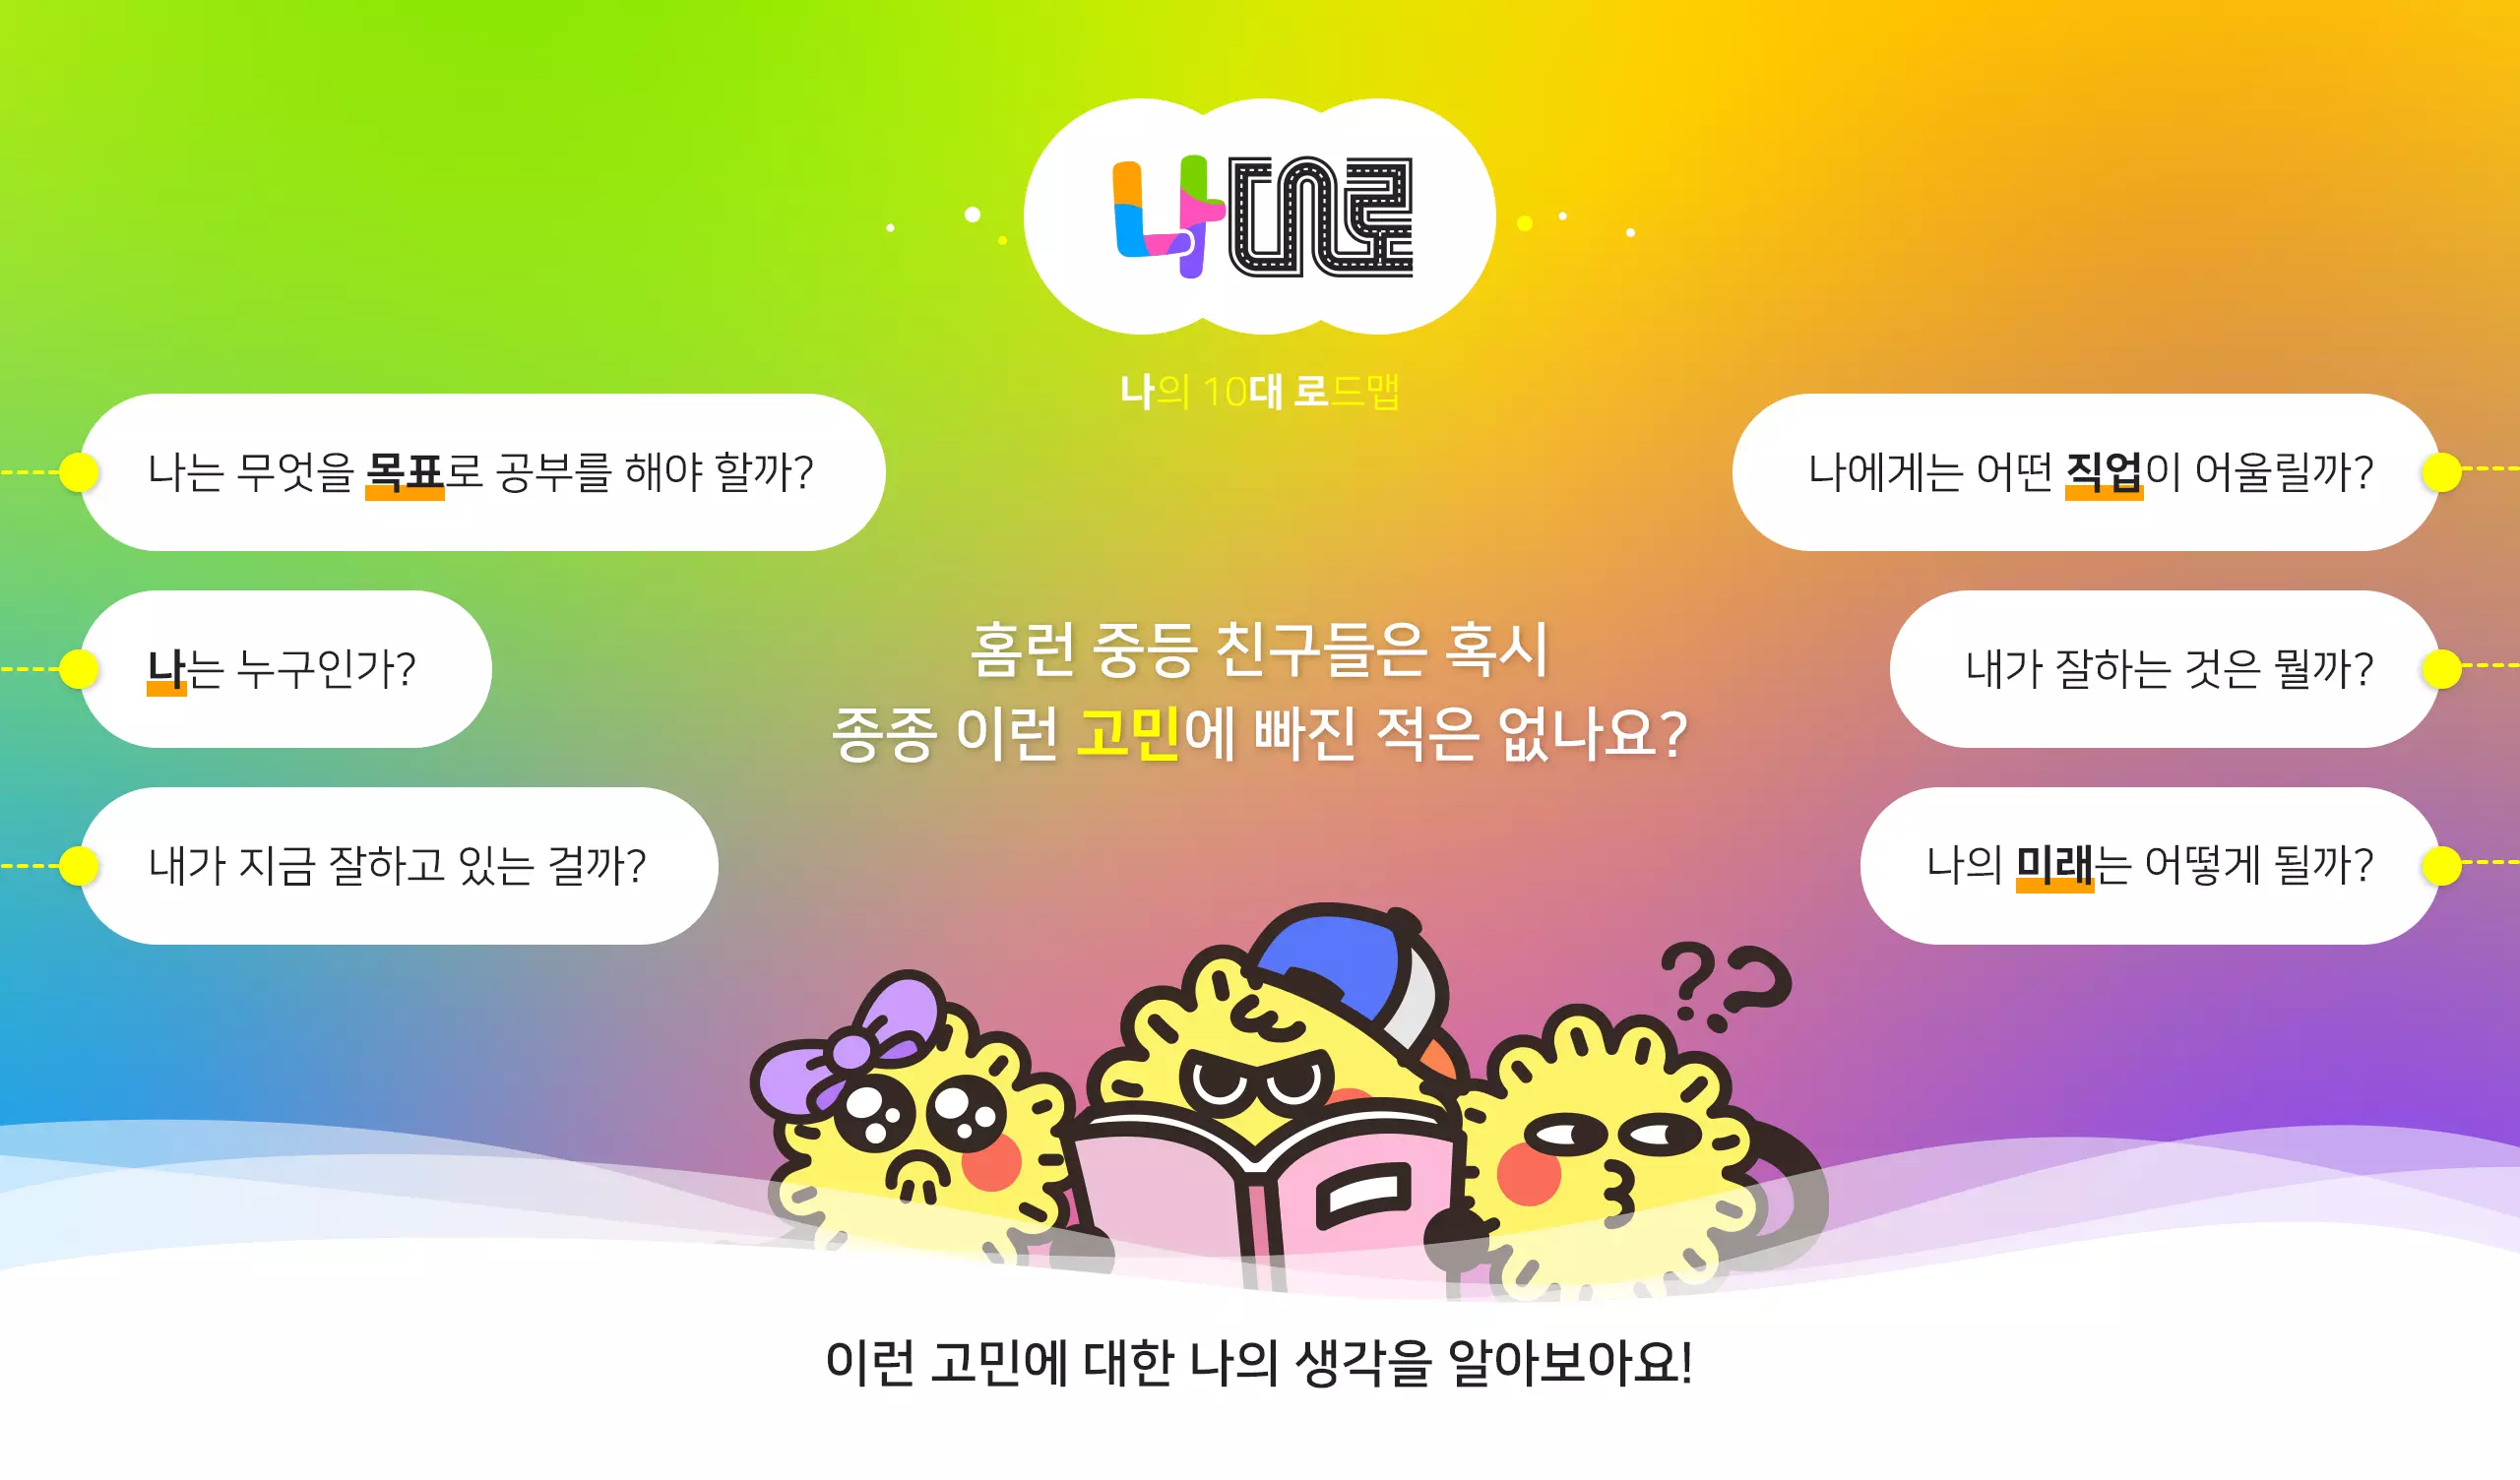 나대로
나의 10대 로드맵
나는 무엇을 목표로 공부를 해야 할까?
나는 누구인가?
내가 지금 잘하고 있는 걸까?
홈런 중등 친구들은 혹시
종종 이런 고민에 빠진 적은 없나요?
나에게는 어떤 직업이 어울릴까?
내가 잘하는 것은 뭘까?
나의 미래는 어떻게 될까?
??
이런 고민에 대한 나의 생각을 알아보아요!